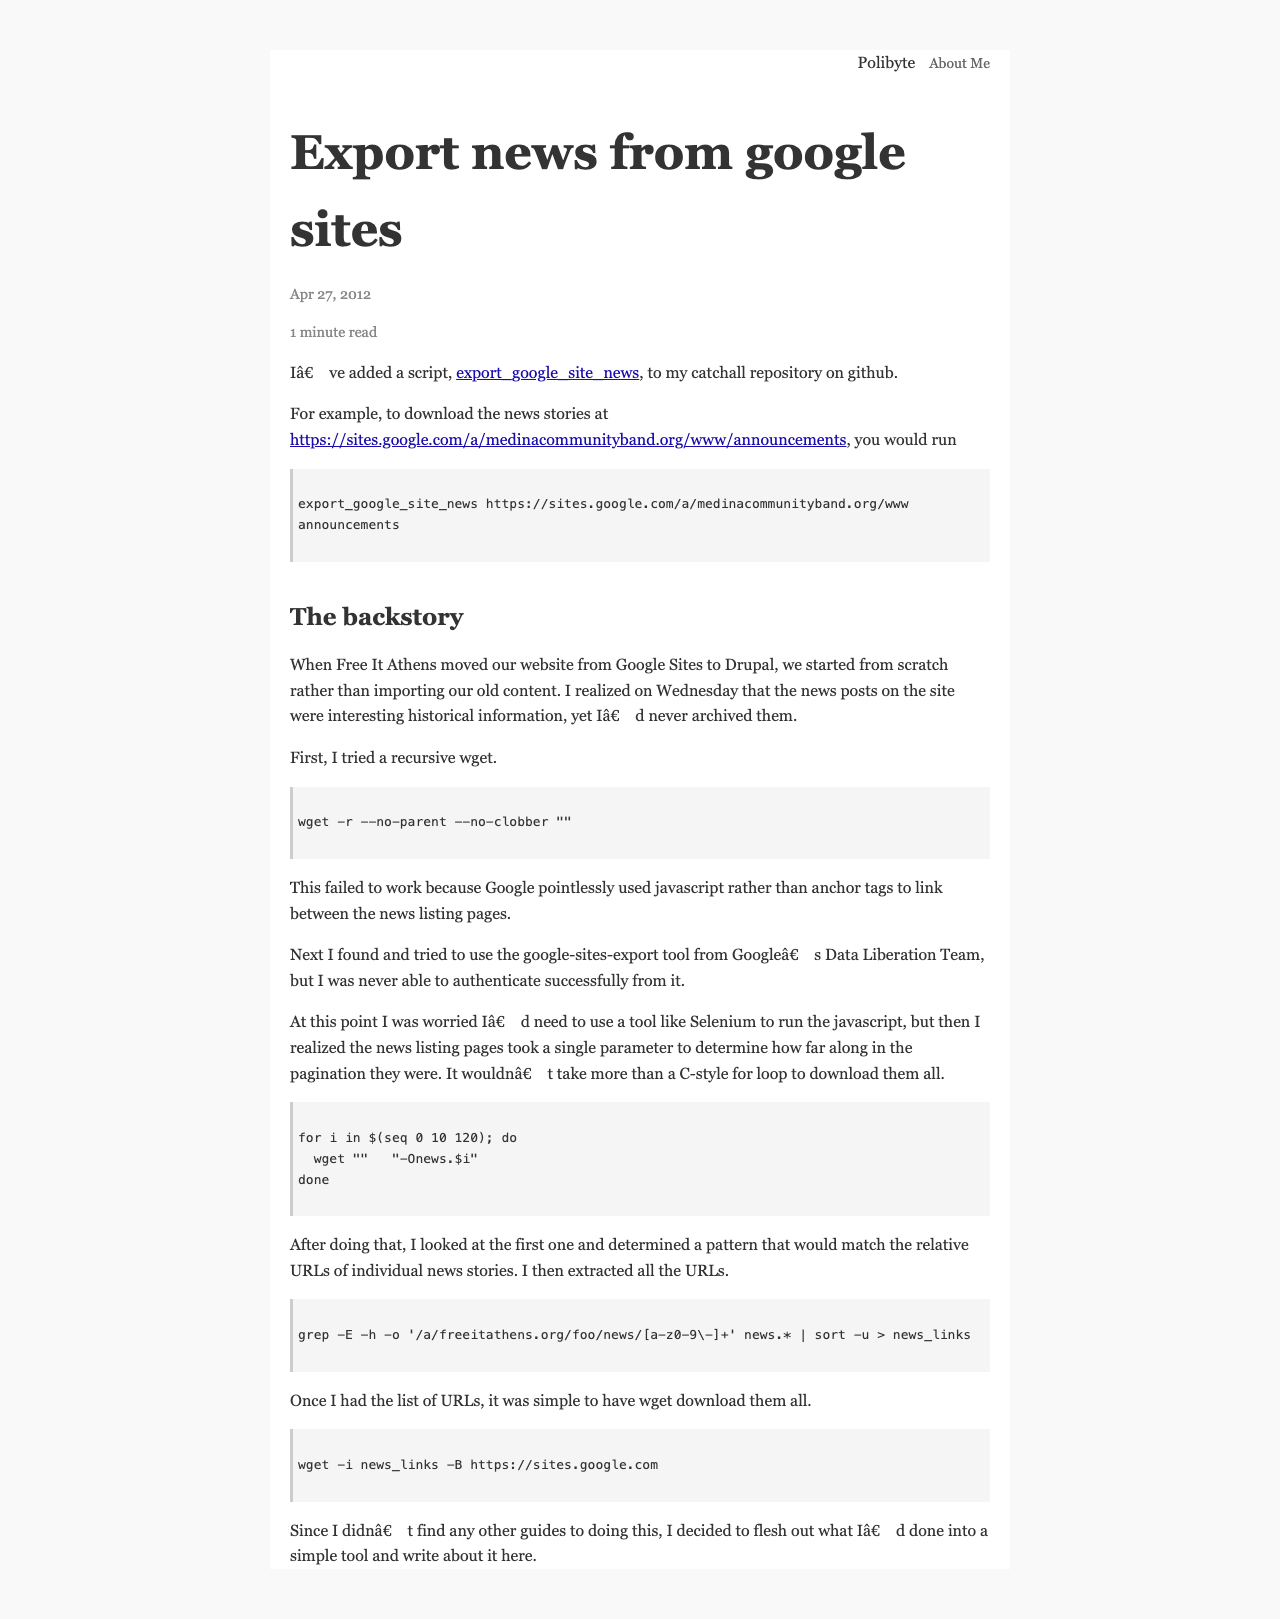 Polibyte About Me
Export news from google
sites
Apr 27, 2012
1 minute read
Iâ€ ve added a script, export_google_site_news, to my catchall repository on github.
For example, to download the news stories at
https://sites.google.com/a/medinacommunityband.org/www/announcements, you would run
export_google_site_news https://sites.google.com/a/medinacommunityband.org/www
announcements
The backstory
When Free It Athens moved our website from Google Sites to Drupal, we started from scratch
rather than importing our old content. I realized on Wednesday that the news posts on the site
were interesting historical information, yet Iâ€ d never archived them.
First, I tried a recursive wget.
wget -r --no-parent --no-clobber ""
This failed to work because Google pointlessly used javascript rather than anchor tags to link
between the news listing pages.
Next I found and tried to use the google-sites-export tool from Googleâ€ s Data Liberation Team,
but I was never able to authenticate successfully from it.
At this point I was worried Iâ€ d need to use a tool like Selenium to run the javascript, but then I
realized the news listing pages took a single parameter to determine how far along in the
pagination they were. It wouldnâ€ t take more than a C-style for loop to download them all.
for i in $(seq 0 10 120); do
  wget ""   "-Onews.$i"
done
After doing that, I looked at the first one and determined a pattern that would match the relative
URLs of individual news stories. I then extracted all the URLs.
grep -E -h -o '/a/freeitathens.org/foo/news/[a-z0-9\-]+' news.* | sort -u > news_links
Once I had the list of URLs, it was simple to have wget download them all.
wget -i news_links -B https://sites.google.com
Since I didnâ€ t find any other guides to doing this, I decided to flesh out what Iâ€ d done into a
simple tool and write about it here.